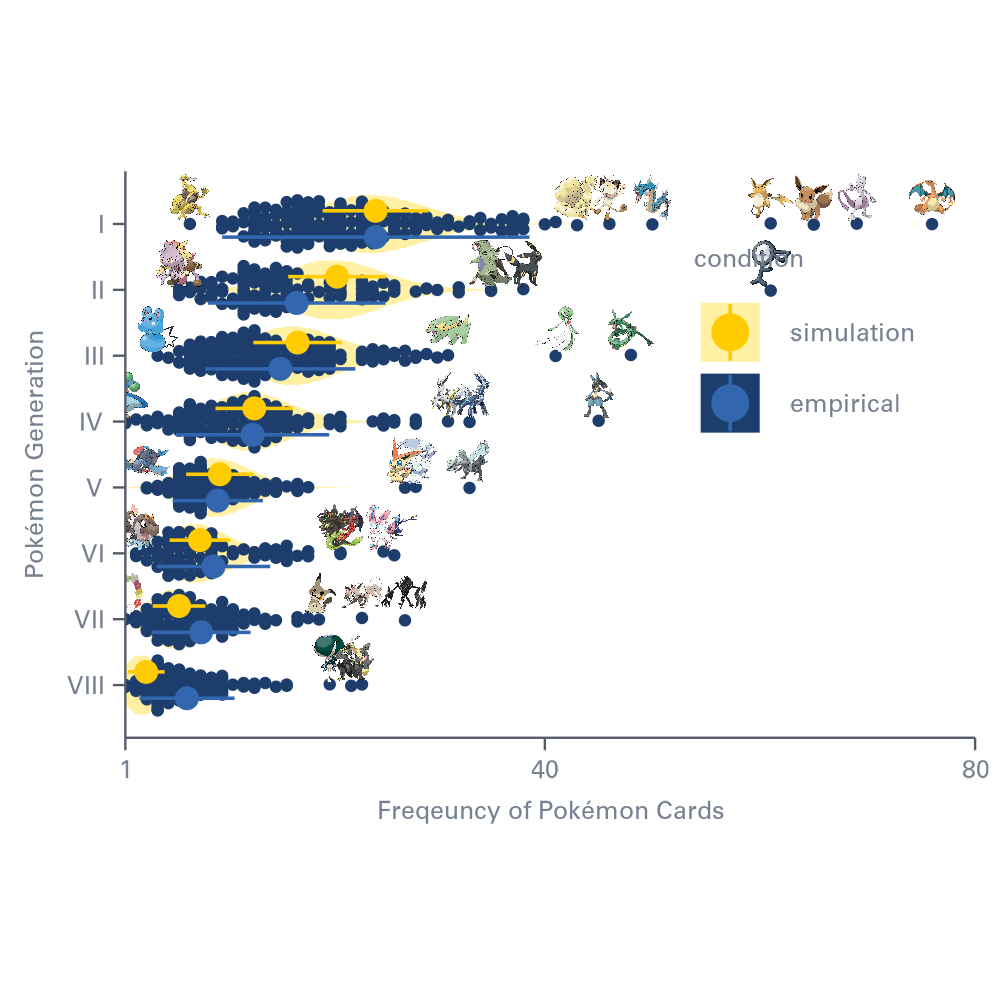 Pokémon Generation
I
II
III
IV
V
VI
VII
VIII
condition
simulation
empirical
1
40
80
Freqeuncy of Pokémon Cards